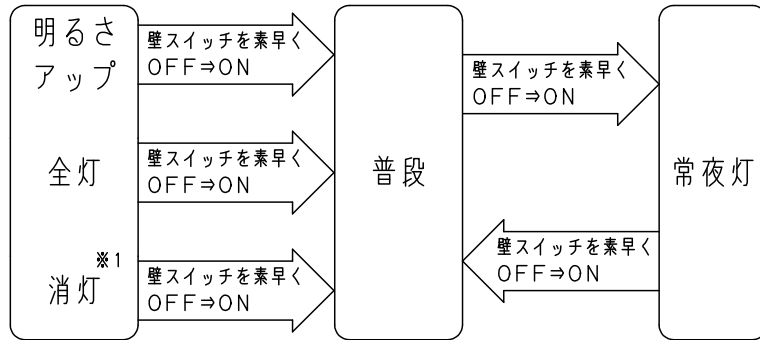 明るさ
アップ
壁スイッチを素早く
OFF⇒ON
全灯
壁スイッチを素早く
OFF⇒ON
消灯
※1
壁スイッチを素早く
OFF⇒ON
普段
壁スイッチを素早く
OFF⇒ON
壁スイッチを素早く
OFF⇒ON
常夜灯